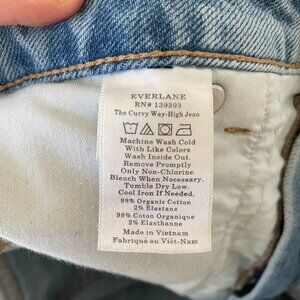 EVERLANE
RN# 139393
The Curvy Way-High Jean
Machine Wash Cold
With Like Colors
Wash Inside Out.
Remove Promptly
Only Non-Chlorine
Bleach When Necessary.
Tumble Dry Low.
Cool Iron If Needed.
98% Organic Cotton
2% Elastane
98% Coton Organique
2% Élasthanne
Made in Vietnam
Fabriqué au Viêt-Nam